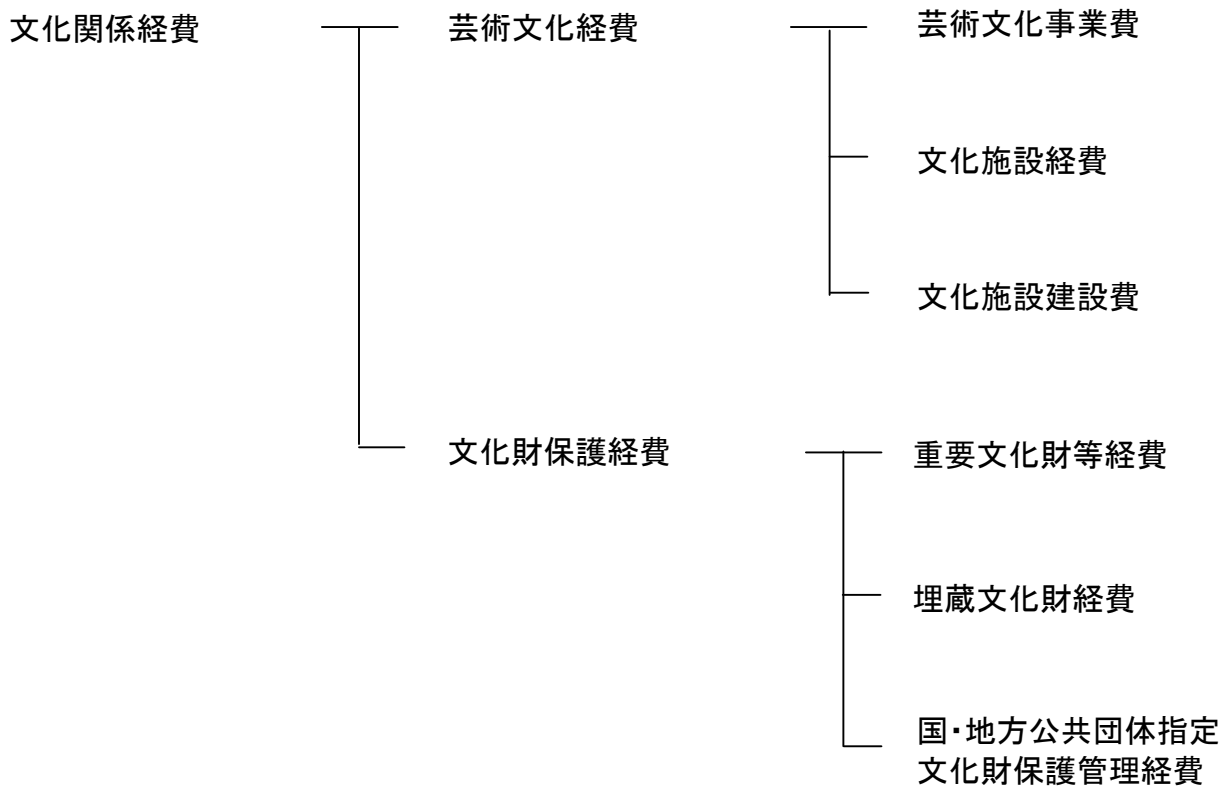 文化関係経費
芸術文化経費
芸術文化事業費
文化施設経費
文化施設建設費
文化財保護経費
重要文化財等経費
埋蔵文化財経費
国・地方公共団体指定
文化財保護管理経費